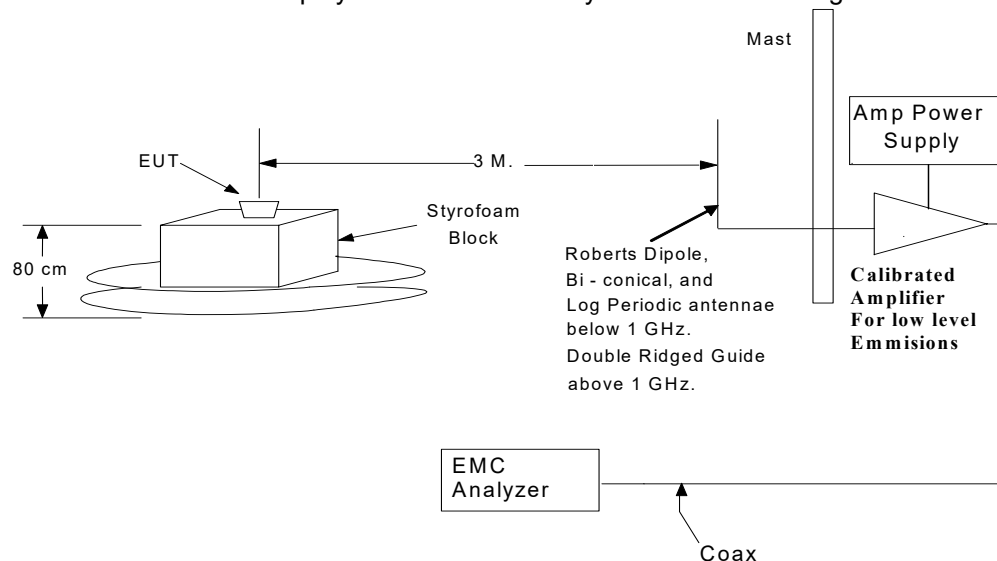 Mast
Amp Power
Supply
EUT
3 M.
Styrofoam
Block
80 cm
Roberts Dipole,
Bi - conical, and
Log Periodic antennae
below 1 GHz.
Double Ridged Guide
above 1 GHz.
Calibrated
Amplifier
For low level
Emmisions
EMC
Analyzer
Coax